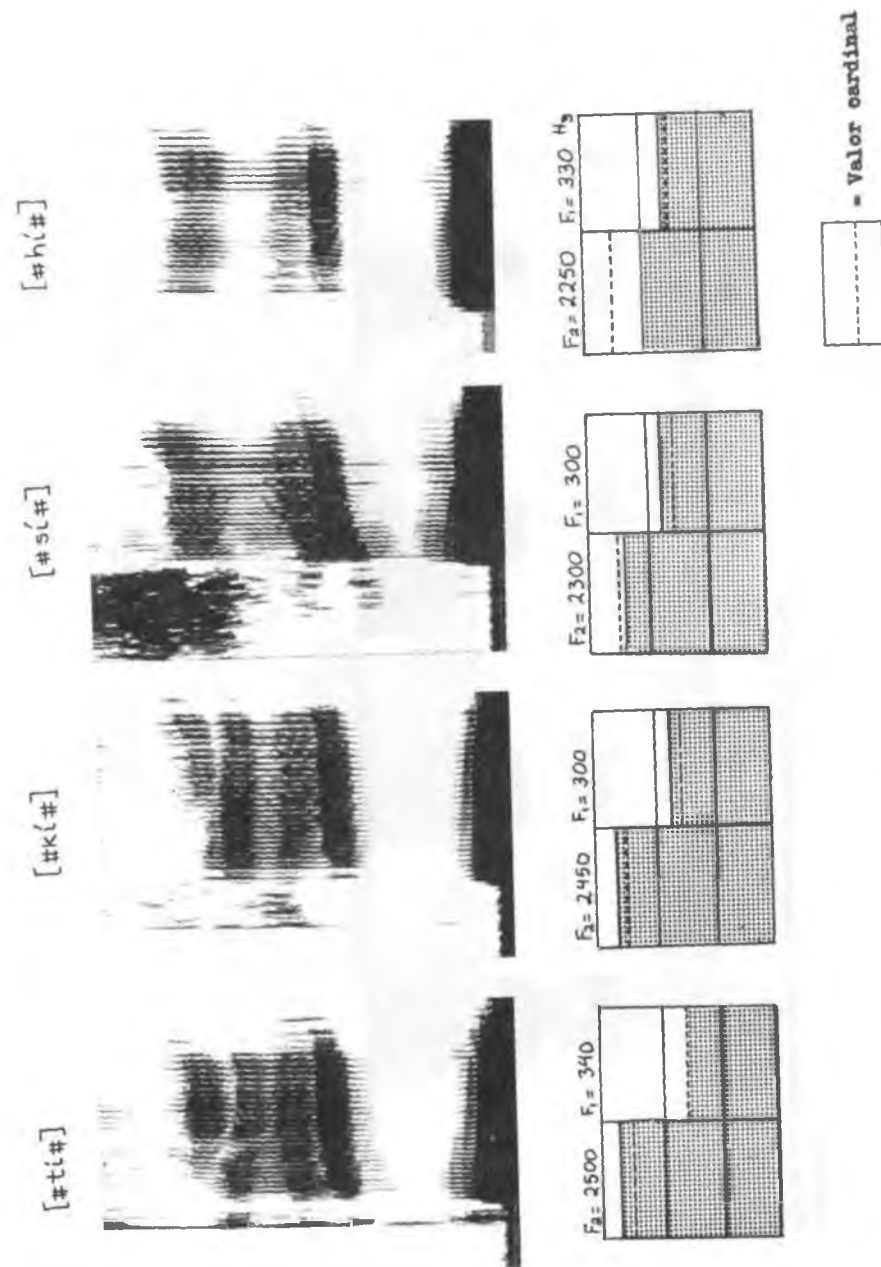 [#ti#]
[#ki#]
[#si#]
[#hi#]
F₂= 2500 F₁= 340
F₂= 2450 F₁= 300
F₂= 2300 F₁= 300
F₂= 2250 F₁= 330 Hz
= Valor cardinal